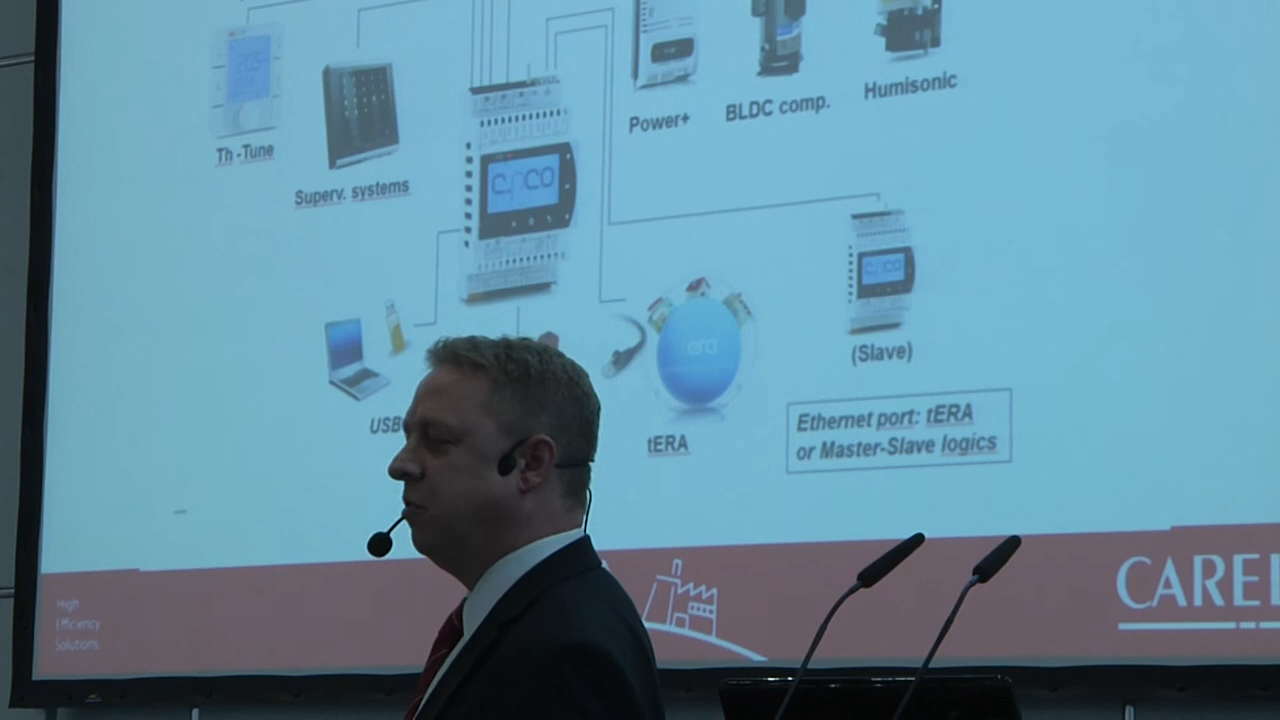 Th -Tune
Superv. systems
Power+
BLDC comp.
Humisonic
c.pco
c.pco
(Slave)
USB
tERA
Ethernet port: tERA
or Master-Slave logics
High
Efficiency
Solutions.
CAREL